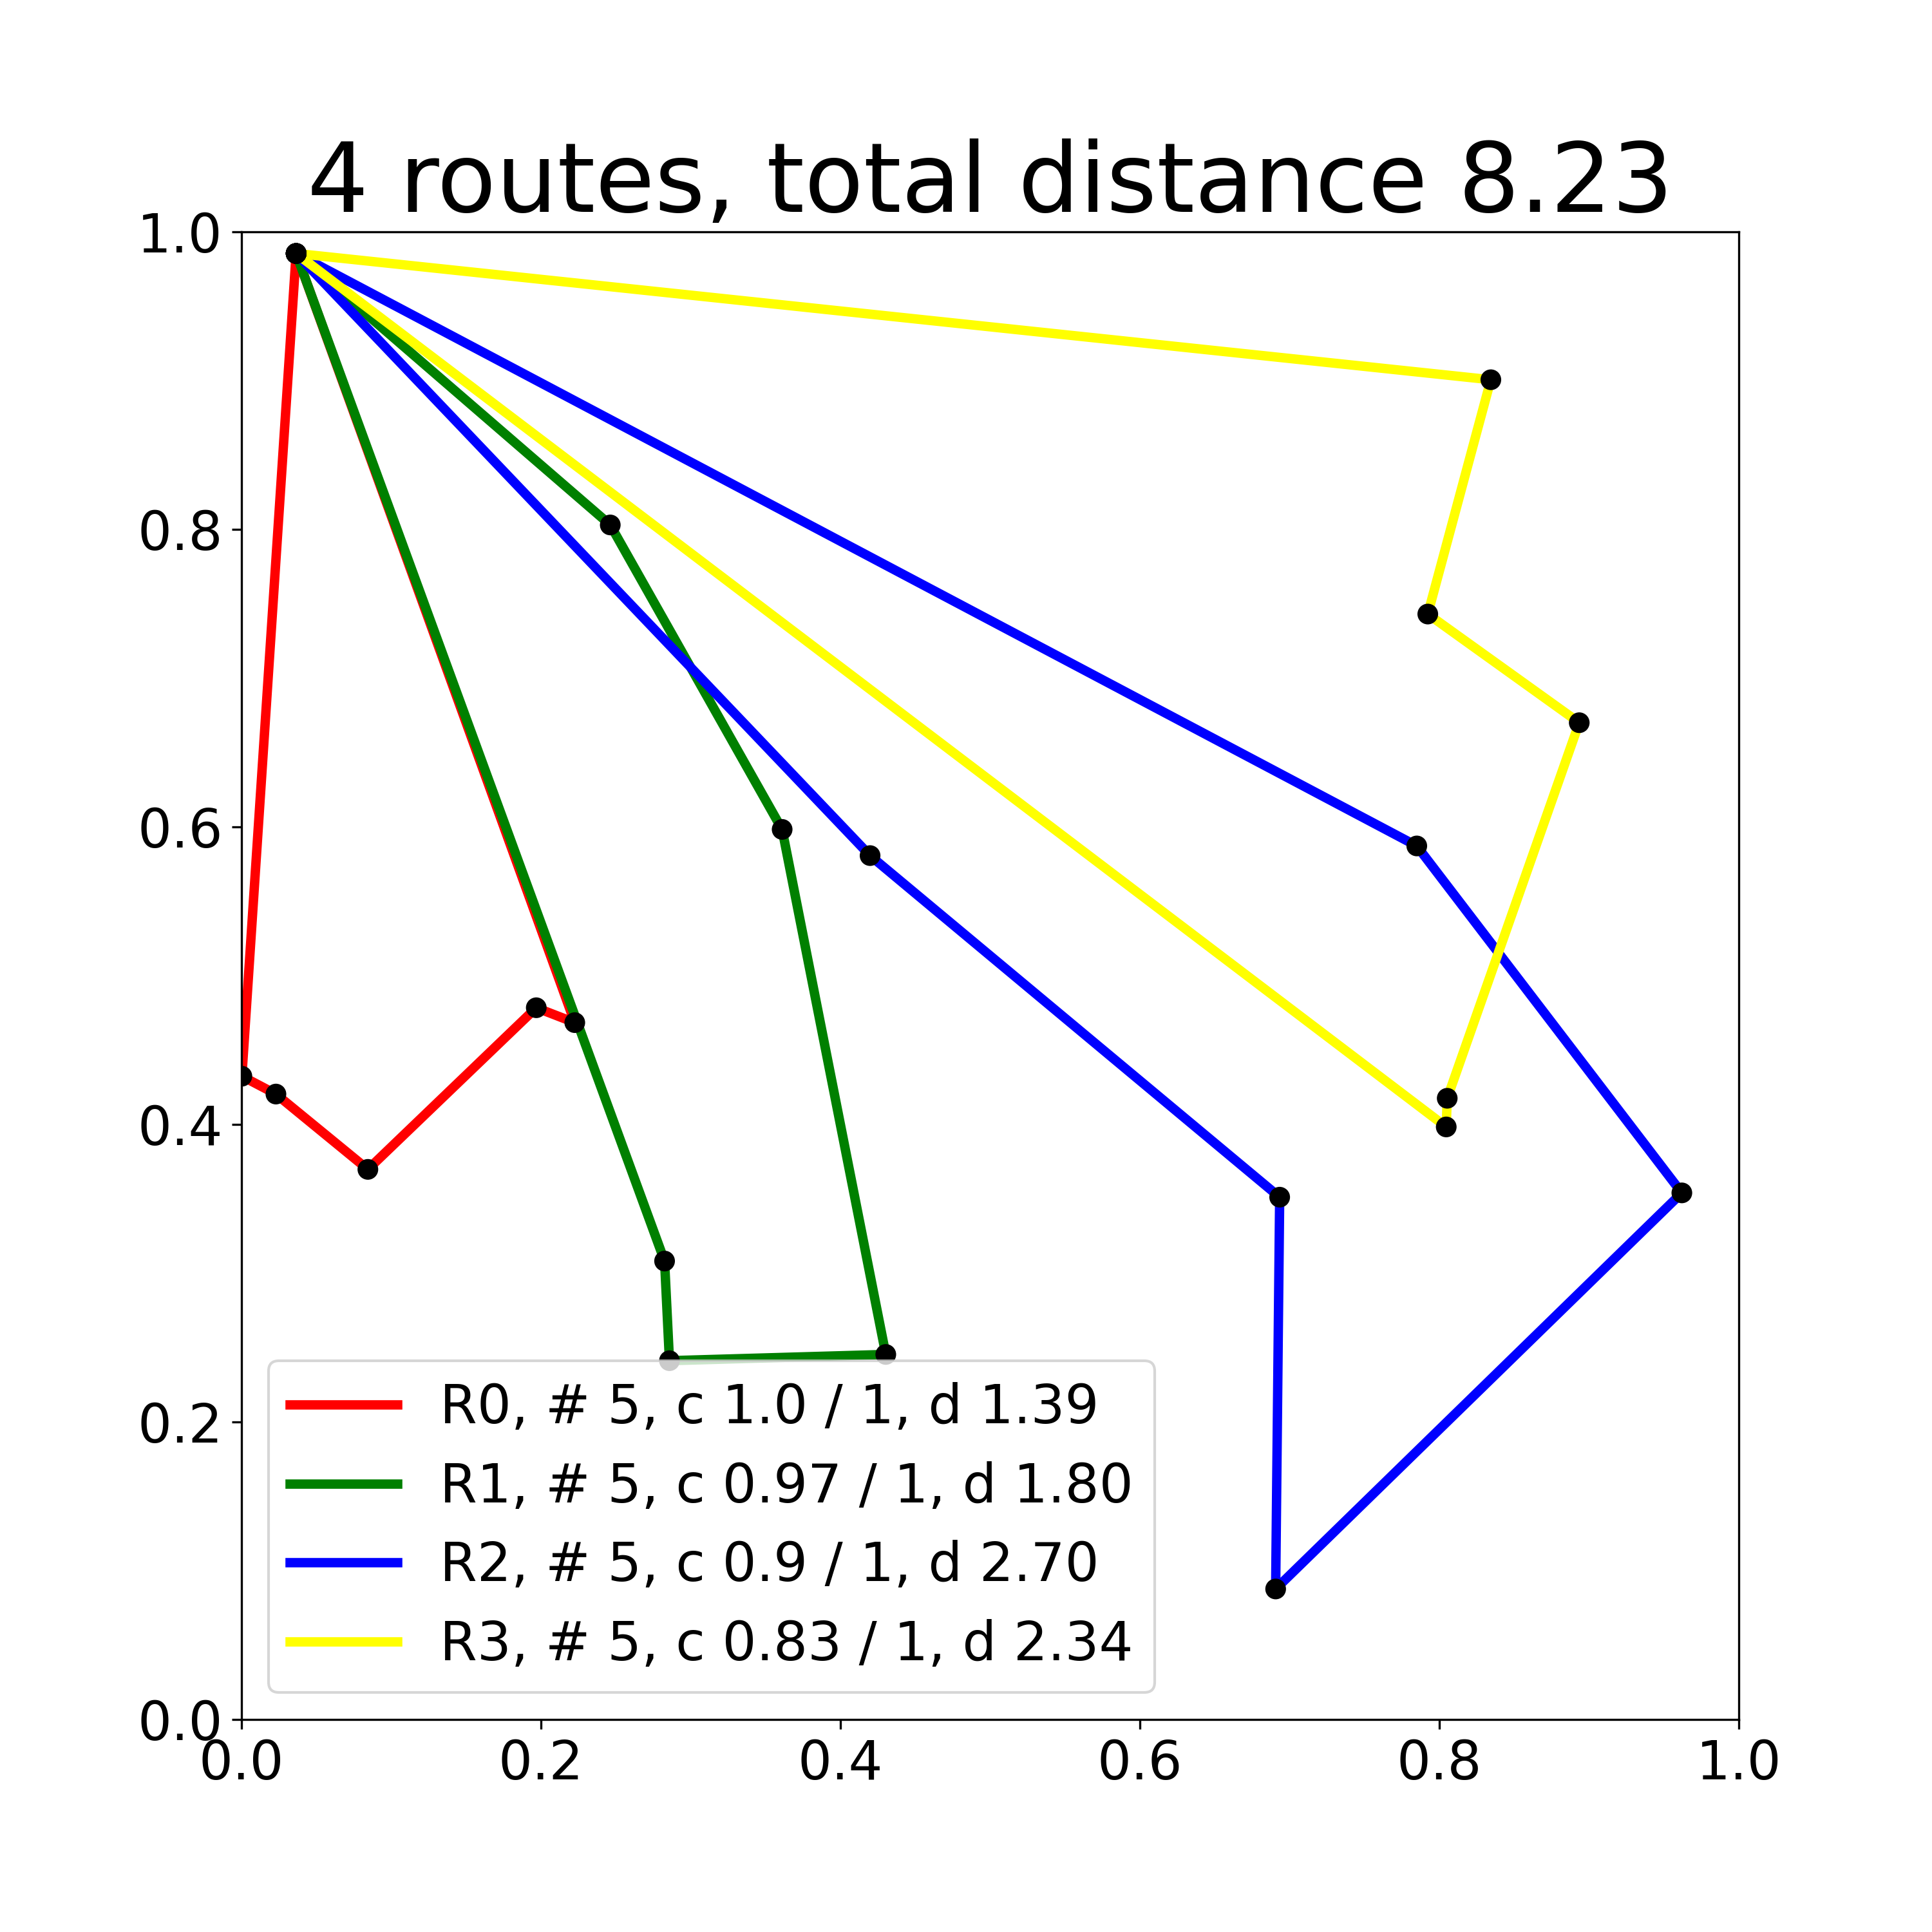 4 routes, total distance 8.23
1.0
0.8
0.6
0.4
0.2
0.0
R0, # 5, c 1.0 / 1, d 1.39
R1, # 5, c 0.97 / 1, d 1.80
R2, # 5, c 0.9 / 1, d 2.70
R3, # 5, c 0.83 / 1, d 2.34
0.0 0.2 0.4 0.6 0.8 1.0